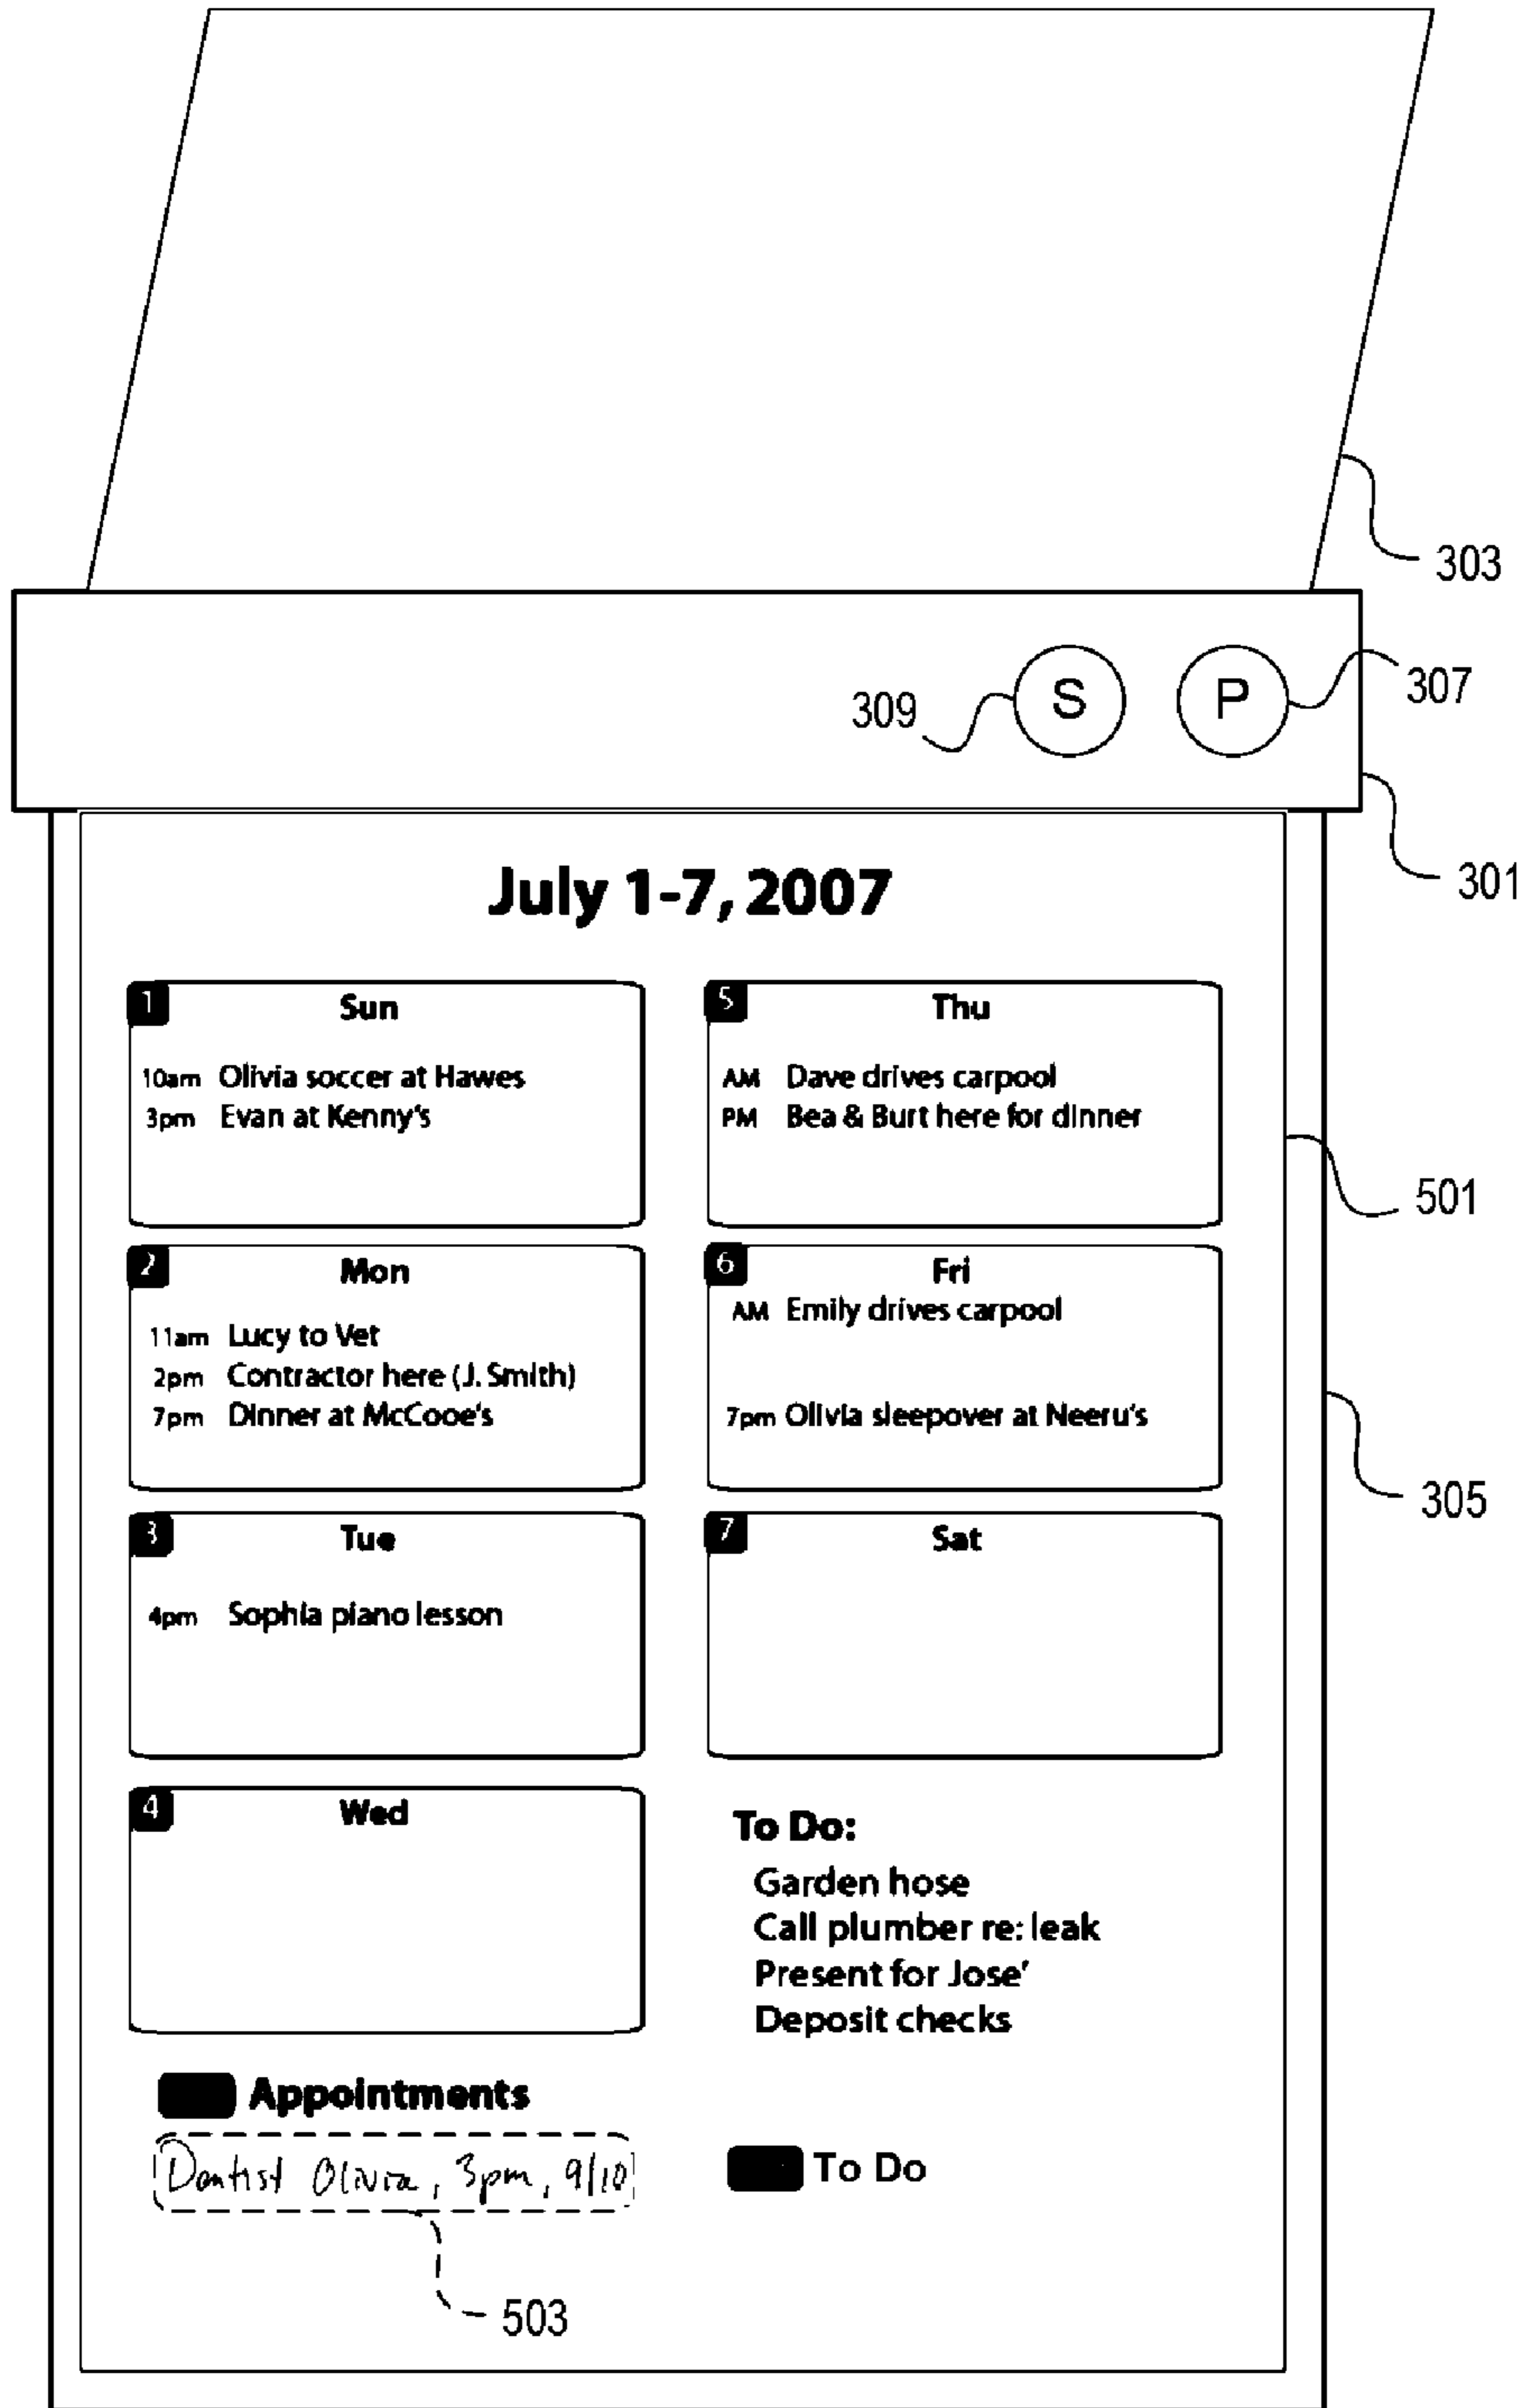 303
S
P
307
309
301
July 1-7, 2007
1
Sun
10am Olivia soccer at Hawes
3pm Evan at Kenny's
2
Mon
11am Lucy to Vet
2pm Contractor here (J. Smith)
7pm Dinner at McCooe's
3
Tue
4pm Sophia piano lesson
4
Wed
5
Thu
AM Dave drives carpool
PM Bea & Burt here for dinner
6
Fri
AM Emily drives carpool
7pm Olivia sleepover at Neeru's
7
Sat
501
305
To Do:
Garden hose
Call plumber re: leak
Present for Jose'
Deposit checks
Appointments
Dentist Olivia, 3pm, 9/10
To Do
503